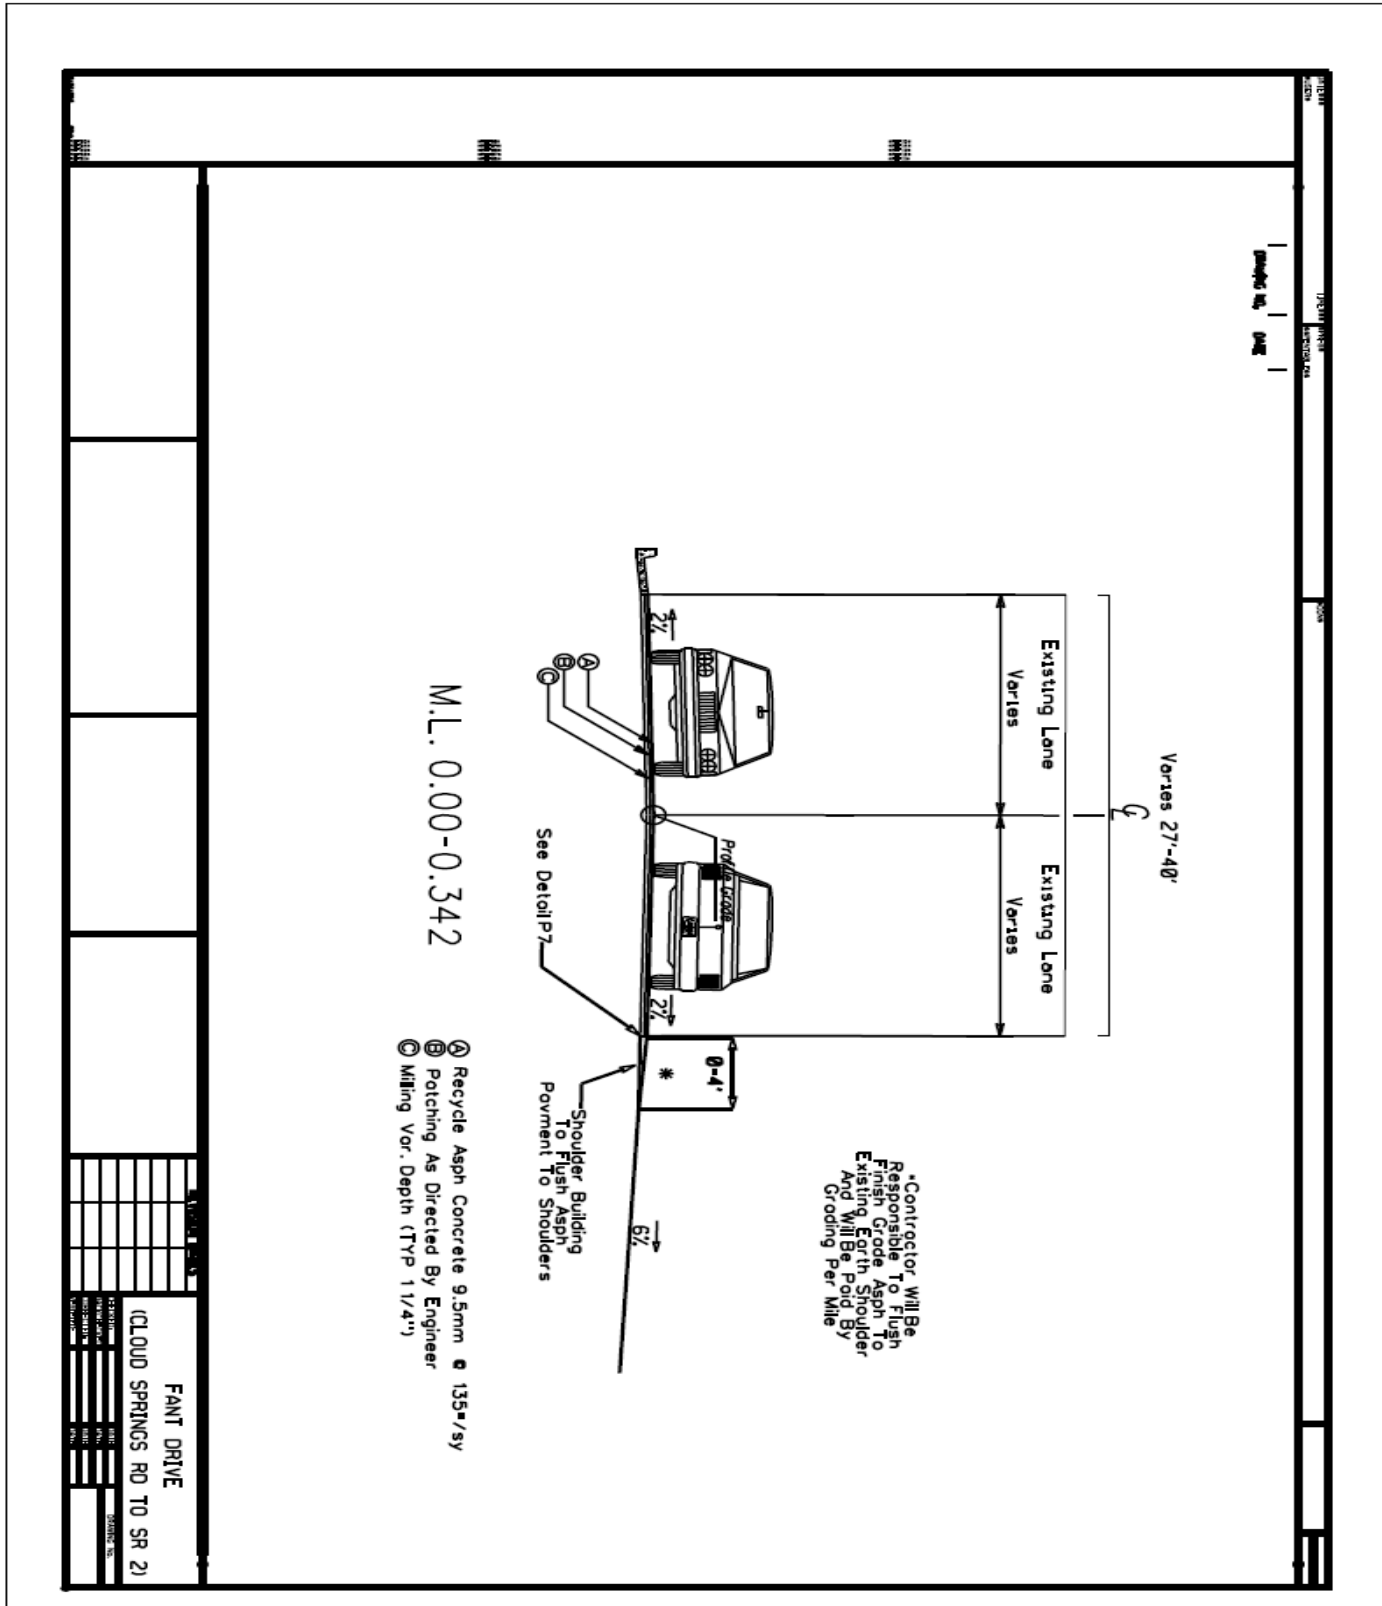 Varies 27'-40'
Existing Lane
Existing Lane
Varies
Varies
Profile Grade
2%
2%
0-4'
*
6%
A
B
C
*Contractor Will Be
Responsible To Flush
Finish Grade Asph To
Existing Earth Shoulder
And Will Be Paid By
Grading Per Mile
See Detail P7
Shoulder Building
To Flush Asph
Pavment To Shoulders
M.L. 0.00-0.342
A Recycle Asph Concrete 9.5mm @ 135#/sy
B Patching As Directed By Engineer
C Milling Var. Depth (TYP 1 1/4")
FANT DRIVE
(CLOUD SPRINGS RD TO SR 2)
DRAWING No.